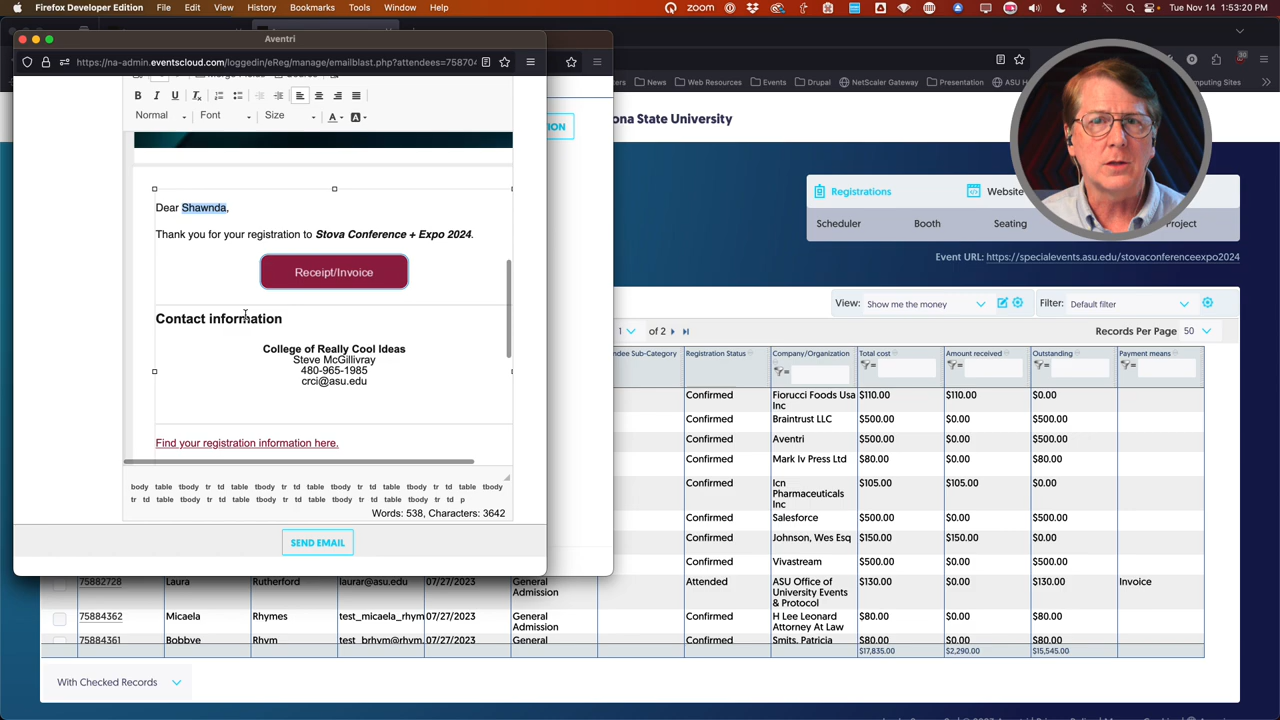 Firefox Developer Edition File Edit View History Bookmarks Tools Window Help zoom Tue Nov 14 1:53:20 PM
Aventri
https://na-admin.eventscloud.com/loggedin/eReg/manage/emailblast.php?attendees=758704
News Web Resources Events Drupal NetScaler Gateway Presentation ASU
Normal Font Size
ION
ona State University
Dear Shawnda,
Thank you for your registration to Stova Conference + Expo 2024.
Receipt/Invoice
Contact information
College of Really Cool Ideas
Steve McGillivray
480-965-1985
crci@asu.edu
Find your registration information here.
body table tbody tr td table tbody tr td table tbody tr td table tbody
tr td table tbody tr td table tbody tr td table tbody tr td p
Words: 538, Characters: 3642
SEND EMAIL
Registrations Website
Scheduler Booth Seating Project
Event URL: https://specialevents.asu.edu/stovaconferenceexpo2024
View: Show me the money Filter: Default filter
1 of 2 Records Per Page 50
ndee Sub-Category Registration Status Company/Organization Total cost Amount received Outstanding Payment means
Confirmed Fiorucci Foods Usa Inc $110.00 $110.00 $0.00
Confirmed Braintrust LLC $500.00 $0.00 $500.00
Confirmed Aventri $500.00 $0.00 $500.00
Confirmed Mark Iv Press Ltd $80.00 $0.00 $80.00
Confirmed Icn Pharmaceuticals Inc $105.00 $105.00 $0.00
Confirmed Salesforce $500.00 $0.00 $500.00
Confirmed Johnson, Wes Esq $150.00 $150.00 $0.00
Confirmed Vivastream $500.00 $0.00 $500.00
75882728 Laura Rutherford laurar@asu.edu 07/27/2023 General Admission Attended ASU Office of University Events & Protocol $130.00 $0.00 $130.00 Invoice
75884362 Micaela Rhymes test_micaela_rhym 07/27/2023 General Admission Confirmed H Lee Leonard Attorney At Law $80.00 $0.00 $80.00
75884361 Bobbye Rhym test_brhym@rhym. 07/27/2023 General Confirmed Smits, Patricia $80.00 $0.00 $80.00
$17,835.00 $2,290.00 $15,545.00
With Checked Records